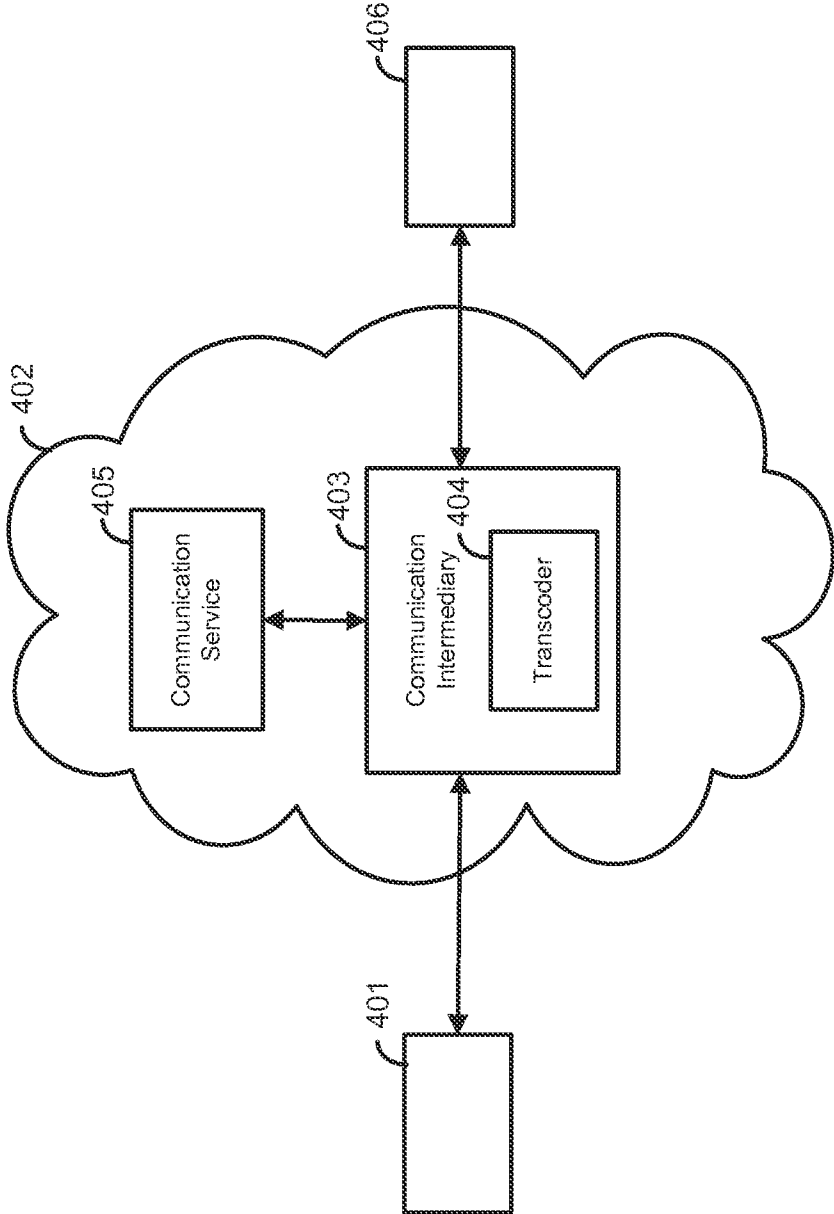 402
405
Communication
Service
403
Communication
Intermediary
404
Transcoder
401
406